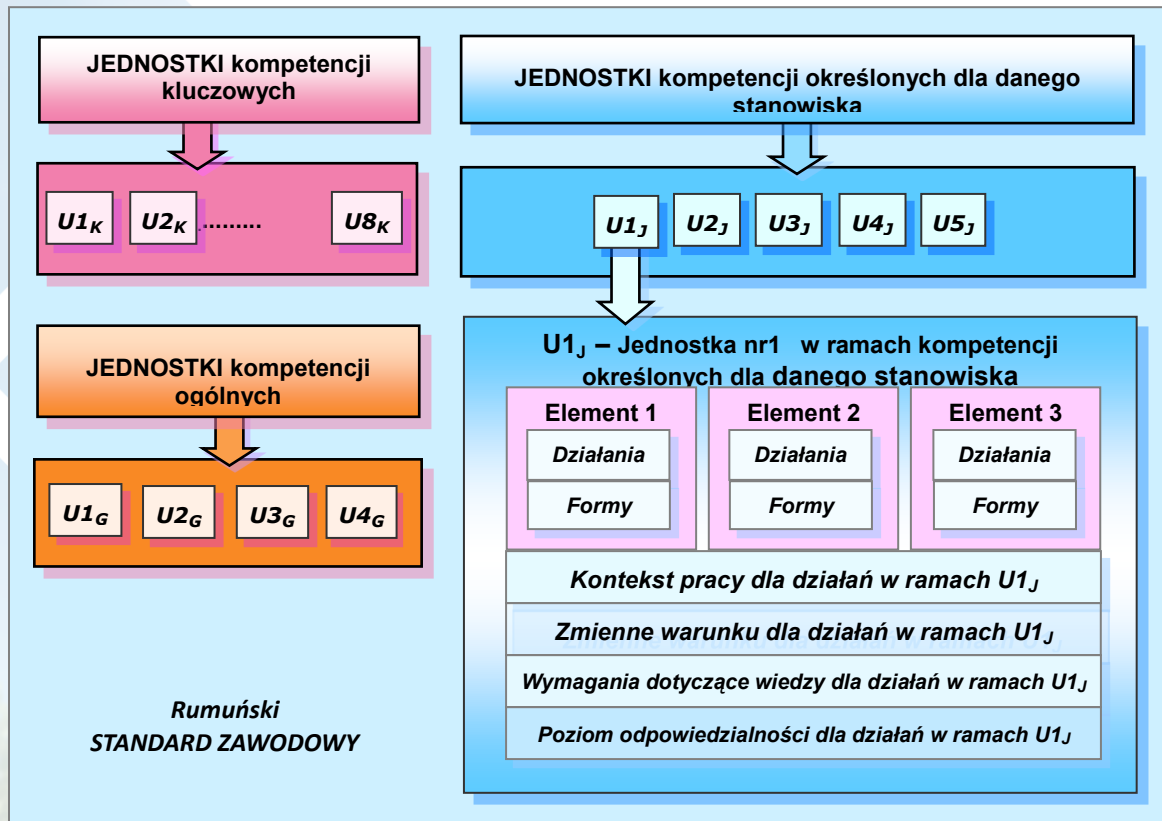 JEDNOSTKI kompetencji
kluczowych
U1K U2K ......... U8K
JEDNOSTKI kompetencji
ogólnych
U1G U2G U3G U4G
Rumuński
STANDARD ZAWODOWY
JEDNOSTKI kompetencji określonych dla danego
stanowiska
U1J U2J U3J U4J U5J
U1J – Jednostka nr1 w ramach kompetencji
określonych dla danego stanowiska
Element 1 Element 2 Element 3
Działania Działania Działania
Formy Formy Formy
Kontekst pracy dla działań w ramach U1J
Zmienne warunku dla działań w ramach U1J
Wymagania dotyczące wiedzy dla działań w ramach U1J
Poziom odpowiedzialności dla działań w ramach U1J